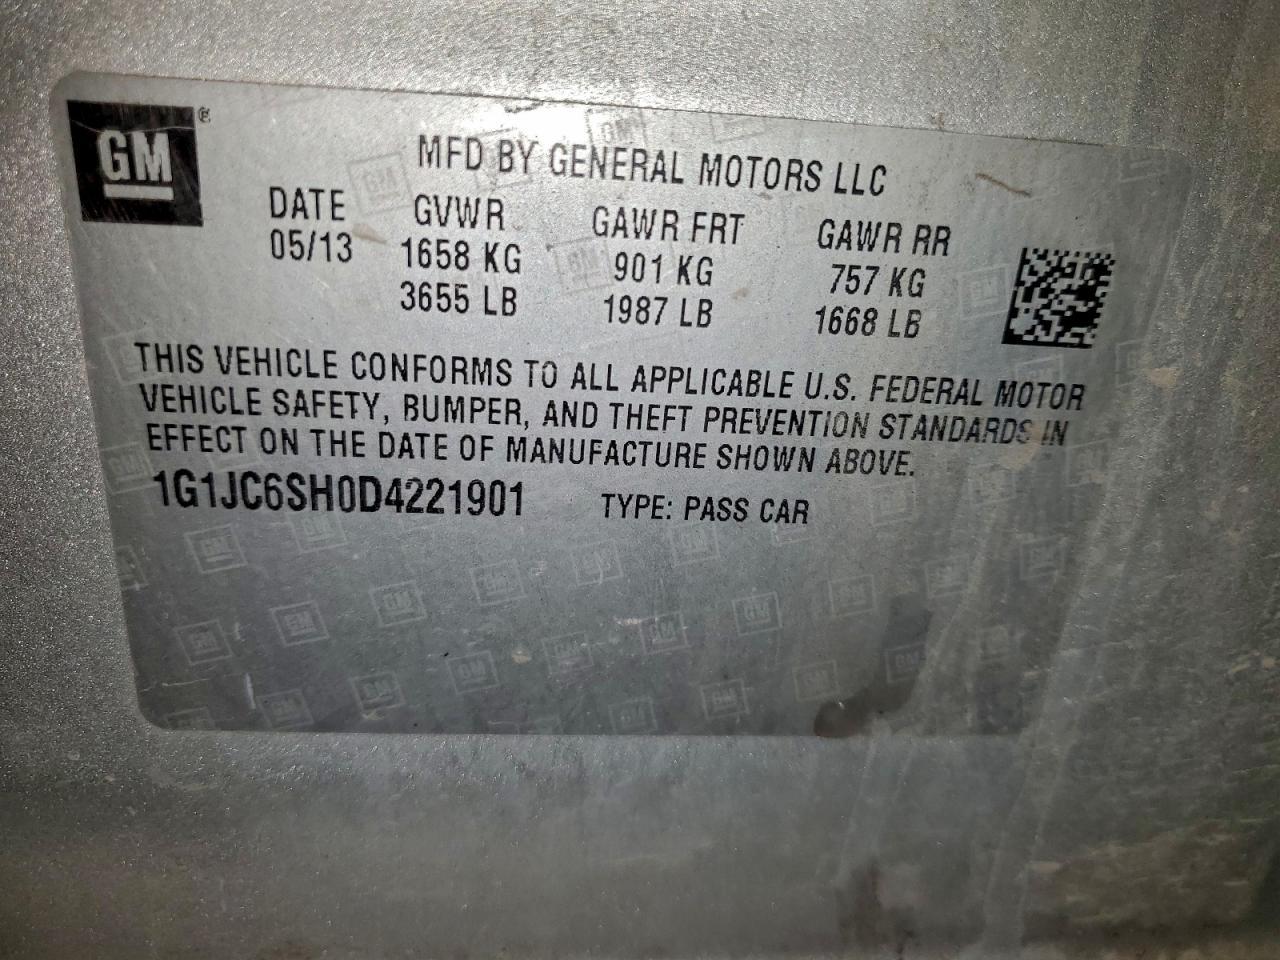 GM
MFD BY GENERAL MOTORS LLC
DATE GVWR GAWR FRT GAWR RR
05/13 1658 KG 901 KG 757 KG
3655 LB 1987 LB 1668 LB
THIS VEHICLE CONFORMS TO ALL APPLICABLE U.S. FEDERAL MOTOR
VEHICLE SAFETY, BUMPER, AND THEFT PREVENTION STANDARDS IN
EFFECT ON THE DATE OF MANUFACTURE SHOWN ABOVE.
1G1JC6SH0D4221901 TYPE: PASS CAR